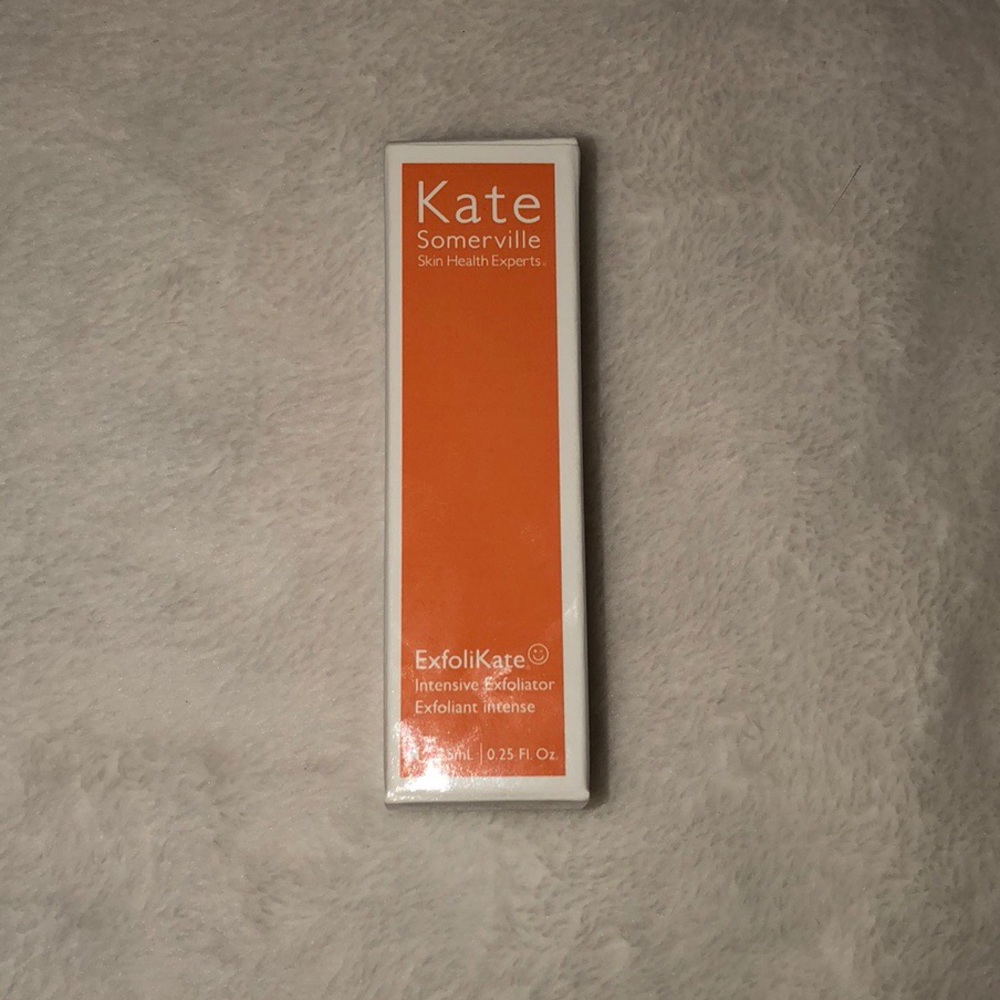 Kate
Somerville
Skin Health Experts.
ExfoliKate
Intensive Exfoliator
Exfoliant intense
0.25 Fl. Oz.